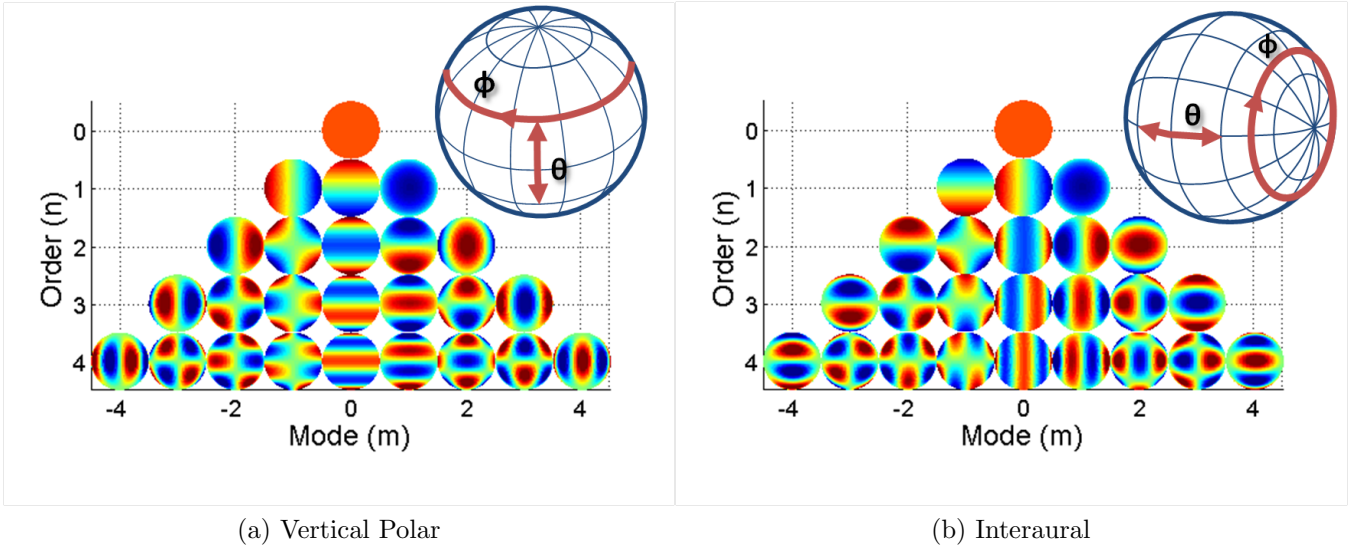 ϕ
θ
Order (n)
0
1
2
3
4
-4 -2 0 2 4
Mode (m)
(a) Vertical Polar
ϕ
θ
Order (n)
0
1
2
3
4
-4 -2 0 2 4
Mode (m)
(b) Interaural